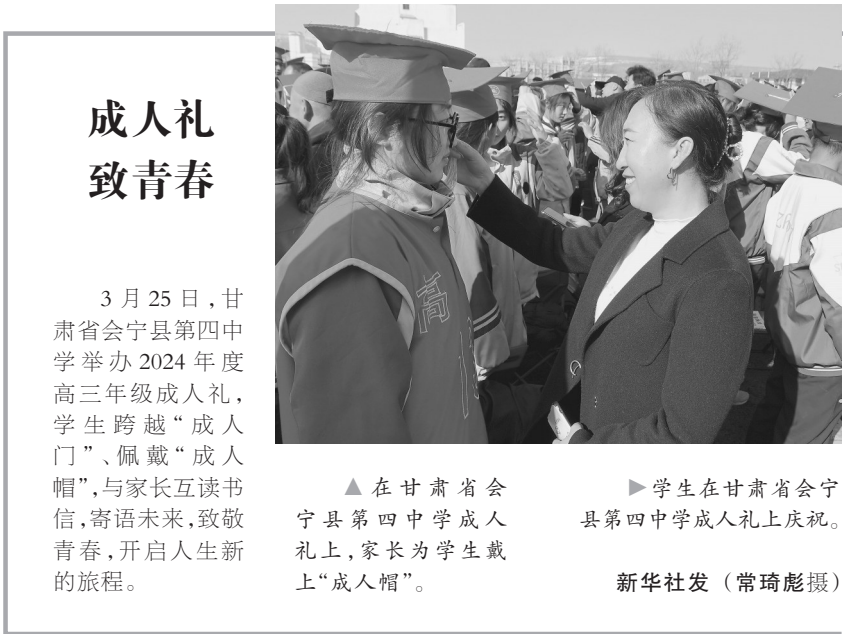 成人礼
致青春
3月25日，甘
肃省会宁县第四中
学举办2024年度
高三年级成人礼，
学生跨越“成人
门”、佩戴“成人
帽”，与家长互读书
信，寄语未来，致敬
青春，开启人生新
的旅程。
高
▲在甘肃省会
宁县第四中学成人
礼上，家长为学生戴
上“成人帽”。
▶学生在甘肃省会宁
县第四中学成人礼上庆祝。
新华社发（常琦彪摄）